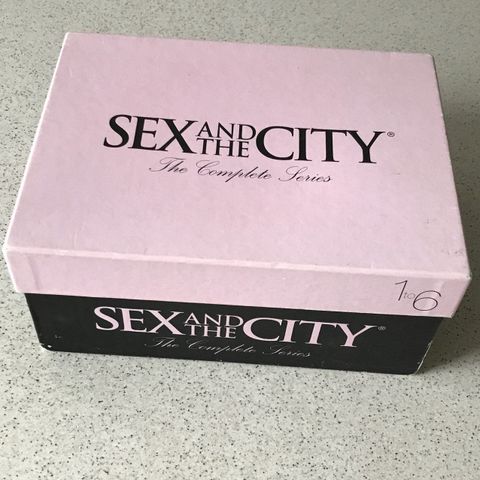 SEX AND THE CITY®
The Complete Series
1 to 6
SEX AND THE CITY®
The Complete Series